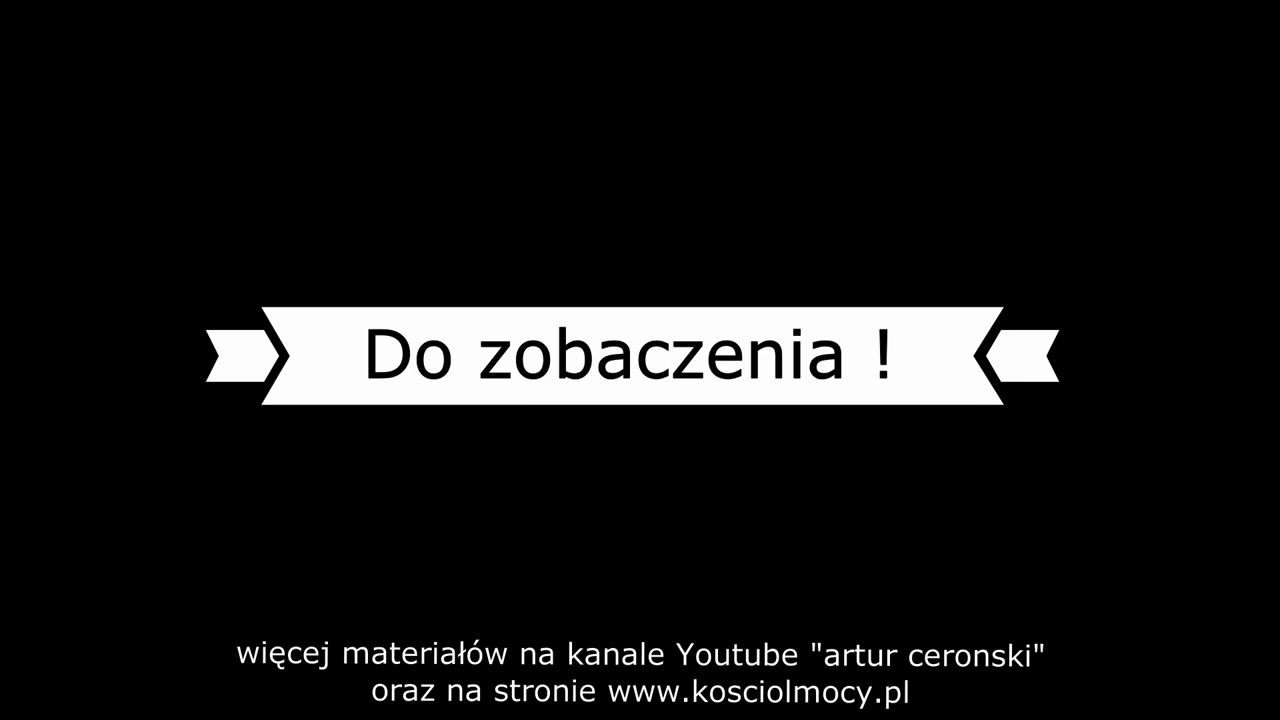 Do zobaczenia !
więcej materiałów na kanale Youtube "artur ceronski"
oraz na stronie www.kosciolmocy.pl